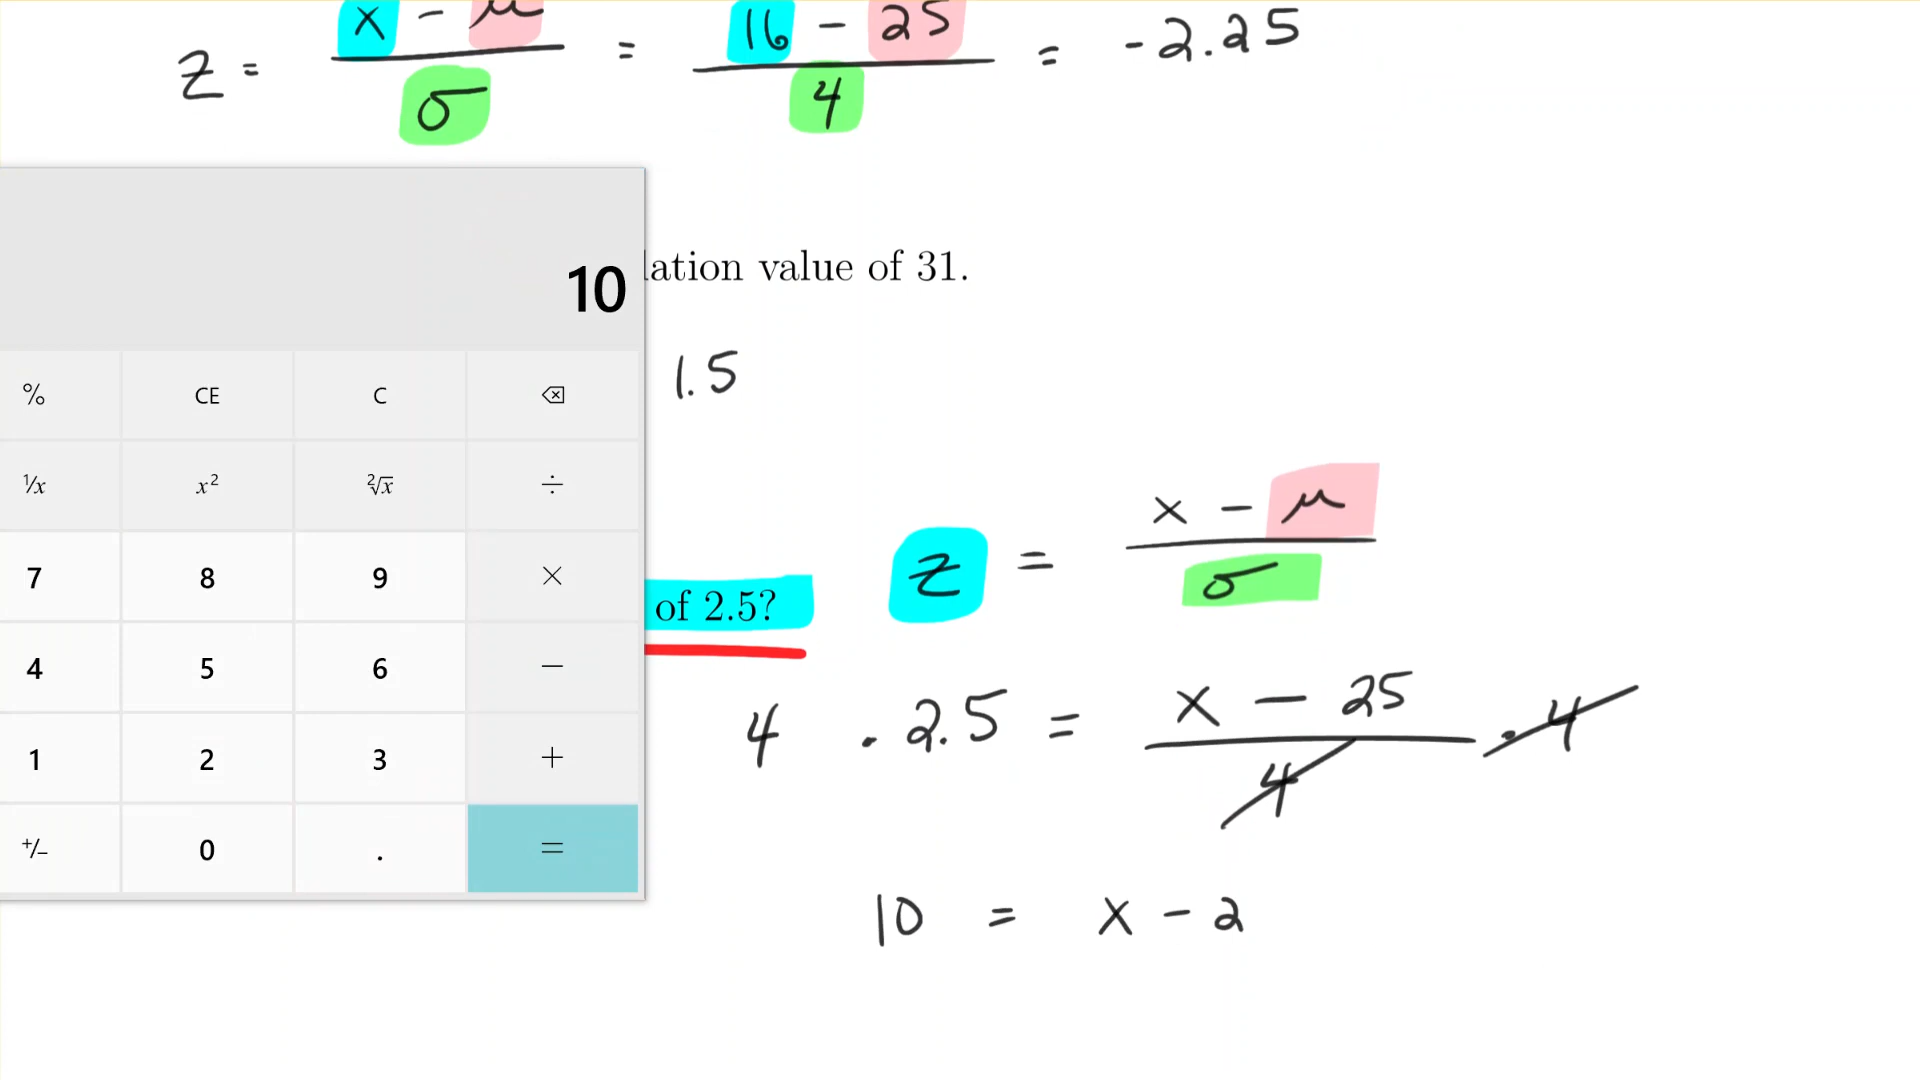 z = x - μ / σ = 16 - 25 / 4 = -2.25
lation value of 31.
10
1.5
% CE C ⌫
¹/x x² ²√x ÷
7 8 9 ×
4 5 6 −
1 2 3 +
+/− 0 . =
z = x - μ / σ
of 2.5?
4 . 2.5 = x - 25 / 4 . 4
10 = x - 2